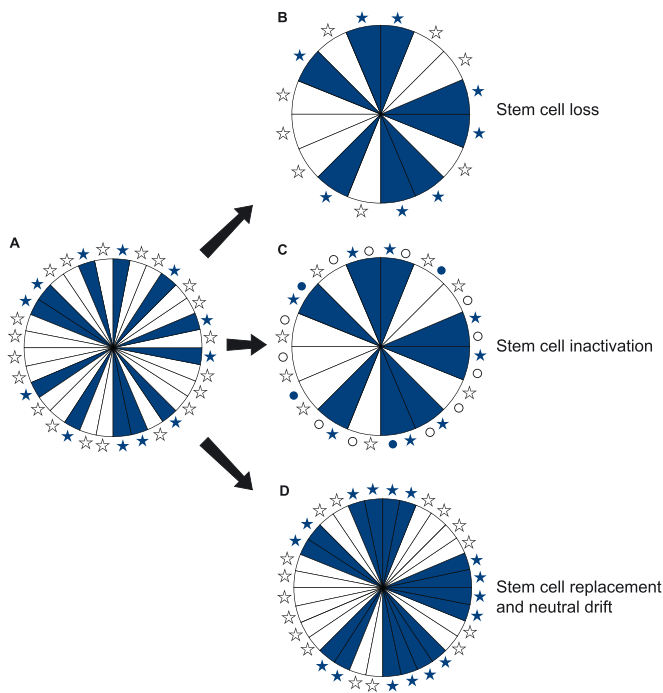 B
Stem cell loss
A
C
Stem cell inactivation
D
Stem cell replacement
and neutral drift